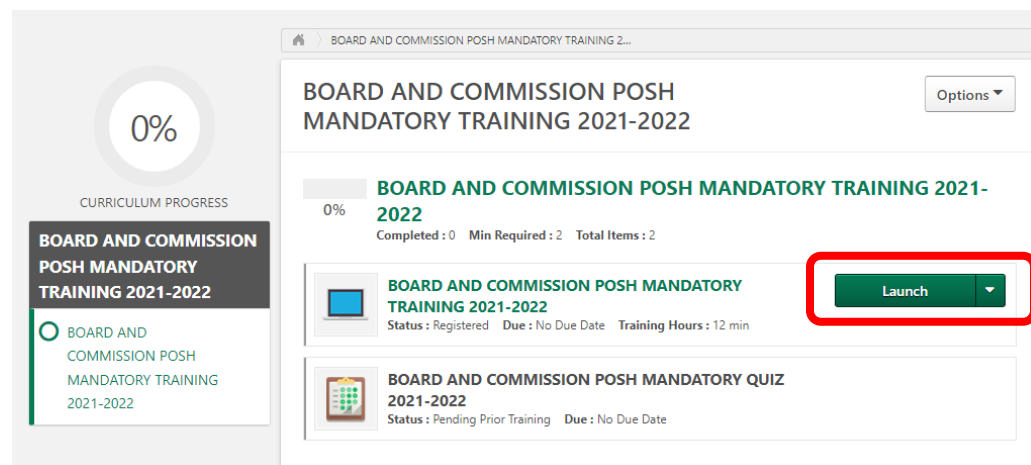 BOARD AND COMMISSION POSH MANDATORY TRAINING 2...
0%
CURRICULUM PROGRESS
BOARD AND COMMISSION
POSH MANDATORY
TRAINING 2021-2022
BOARD AND
COMMISSION POSH
MANDATORY TRAINING
2021-2022
BOARD AND COMMISSION POSH
MANDATORY TRAINING 2021-2022
Options
0%
BOARD AND COMMISSION POSH MANDATORY TRAINING 2021-
2022
Completed : 0 Min Required : 2 Total Items : 2
BOARD AND COMMISSION POSH MANDATORY
TRAINING 2021-2022
Status : Registered Due : No Due Date Training Hours : 12 min
Launch
BOARD AND COMMISSION POSH MANDATORY QUIZ
2021-2022
Status : Pending Prior Training Due : No Due Date